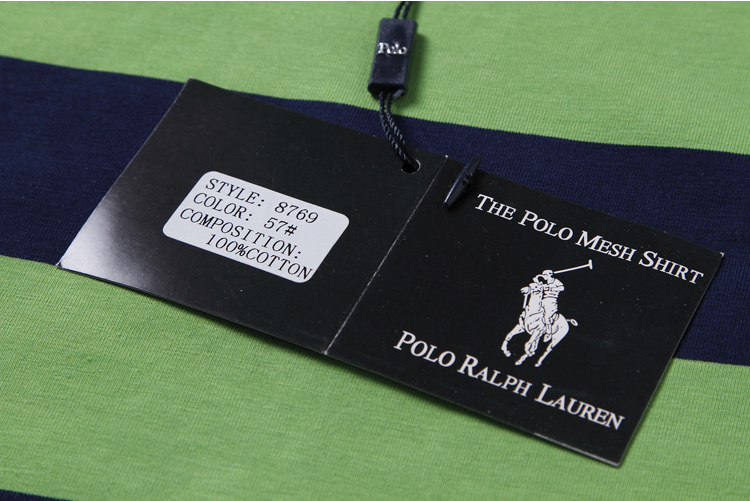 Polo
STYLE: 8769
COLOR: 57#
COMPOSITION:
100%COTTON
THE POLO MESH SHIRT
POLO RALPH LAUREN